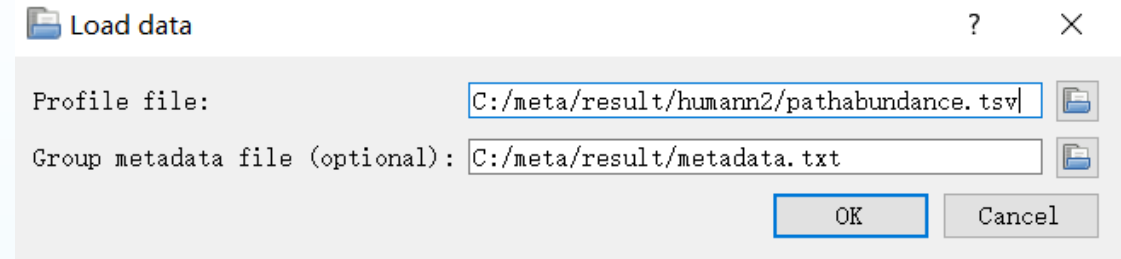 Load data ?
Profile file: C:/meta/result/humann2/pathabundance.tsv
Group metadata file (optional): C:/meta/result/metadata.txt
OK Cancel